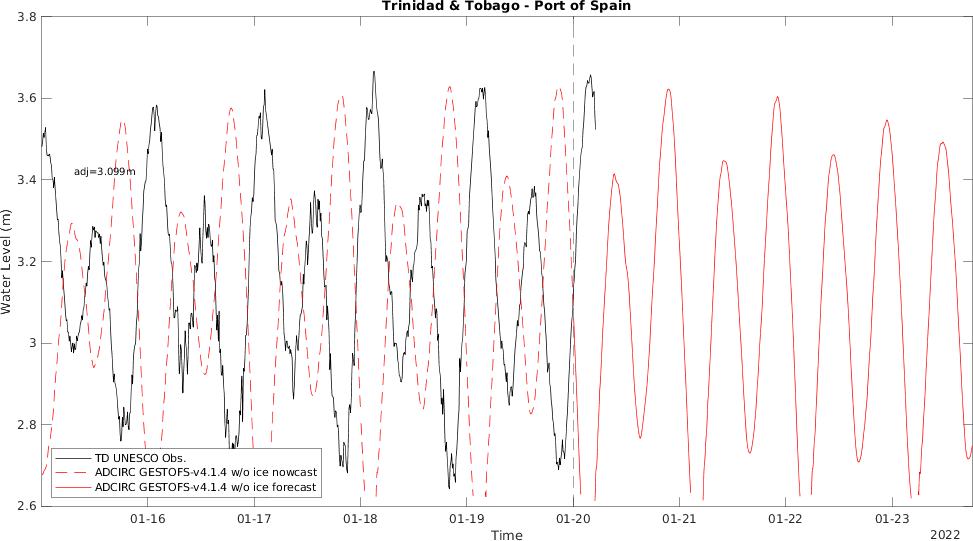 Trinidad & Tobago - Port of Spain
3.8
3.6
3.4
3.2
3
2.8
2.6
Water Level (m)
adj=3.099m
TD UNESCO Obs.
ADCIRC GESTOFS-v4.1.4 w/o ice nowcast
ADCIRC GESTOFS-v4.1.4 w/o ice forecast
01-16
01-17
01-18
01-19
01-20
01-21
01-22
01-23
Time
2022